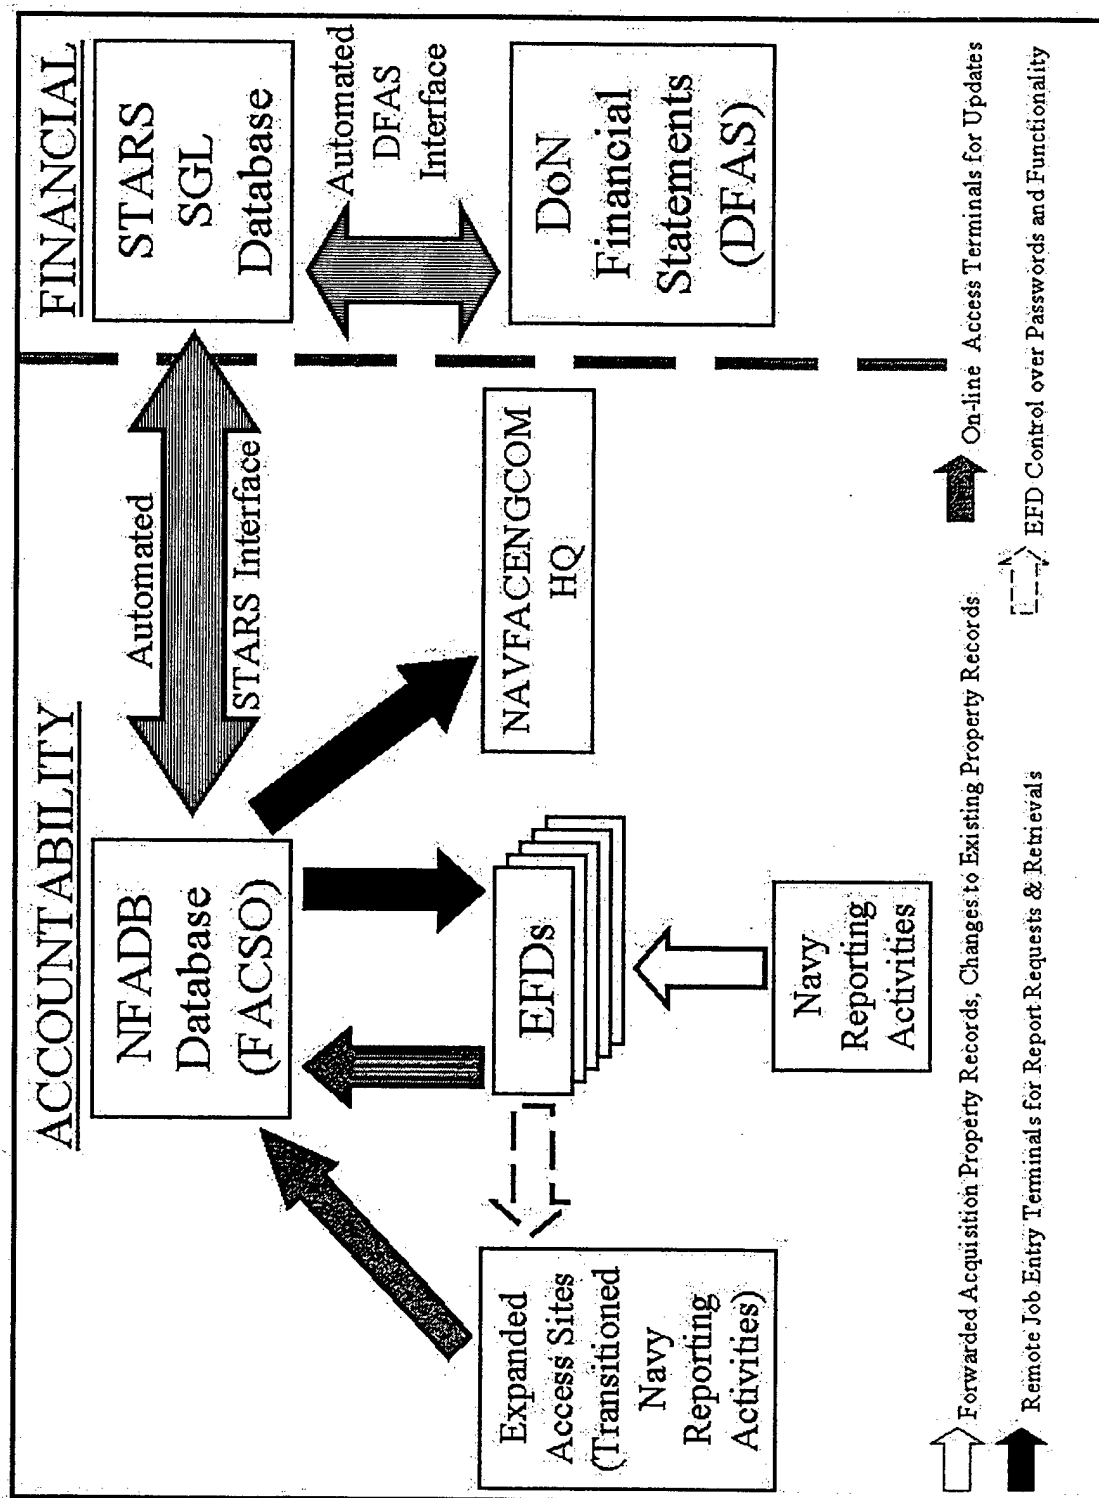 ACCOUNTABILITY
FINANCIAL
NFADB
Database
(FACSO)
Automated
STARS Interface
STARS
SGL
Database
Automated
DFAS
Interface
Expanded
Access Sites
(Transitioned
Navy
Reporting
Activities)
EFDs
NAVFACENGCOM
HQ
DoN
Financial
Statements
(DFAS)
Navy
Reporting
Activities
Forwarded Acquisition Property Records, Changes to Existing Property Records
On-line Access Terminals for Updates
Remote Job Entry Terminals for Report Requests & Retrievals
EFD Control over Passwords and Functionality